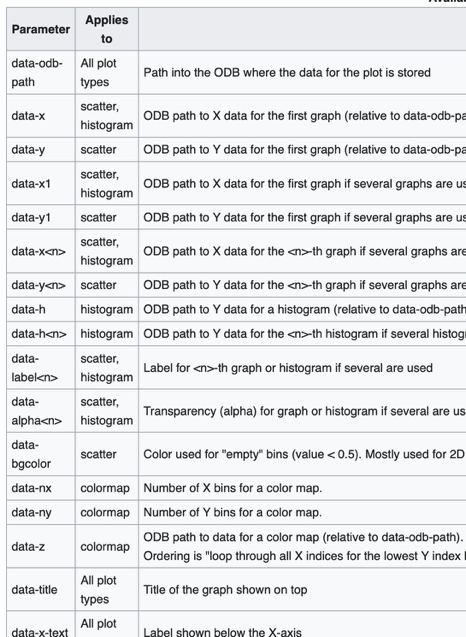 Parameter
Applies
to
data-odb-
path
All plot
types
Path into the ODB where the data for the plot is stored
data-x
scatter,
histogram
ODB path to X data for the first graph (relative to
data-y
scatter
ODB path to Y data for the first graph (relative to
data-x1
scatter,
histogram
ODB path to X data for the first graph if several graphs are
data-y1
scatter
ODB path to Y data for the first graph if several graphs are
data-x<n>
scatter,
histogram
ODB path to X data for the <n>-th graph if several graphs are
data-y<n>
scatter
ODB path to Y data for the <n>-th graph if several graphs are
data-h
histogram
ODB path to Y data for a histogram (relative to data-odb-path
data-h<n>
histogram
ODB path to Y data for the <n>-th histogram if several
data-
label<n>
scatter,
histogram
Label for <n>-th graph or histogram if several are used
data-
alpha<n>
scatter,
histogram
Transparency (alpha) for graph or histogram if several are
data-
bgcolor
scatter
Color used for "empty" bins (value < 0.5). Mostly used for 2D
data-nx
colormap
Number of X bins for a color map.
data-ny
colormap
Number of Y bins for a color map.
data-z
colormap
ODB path to data for a color map (relative to data-odb-path).
Ordering is "loop through all X indices for the lowest Y index
data-title
All plot
types
Title of the graph shown on top
data-x-text
All plot
Label shown below the X-axis